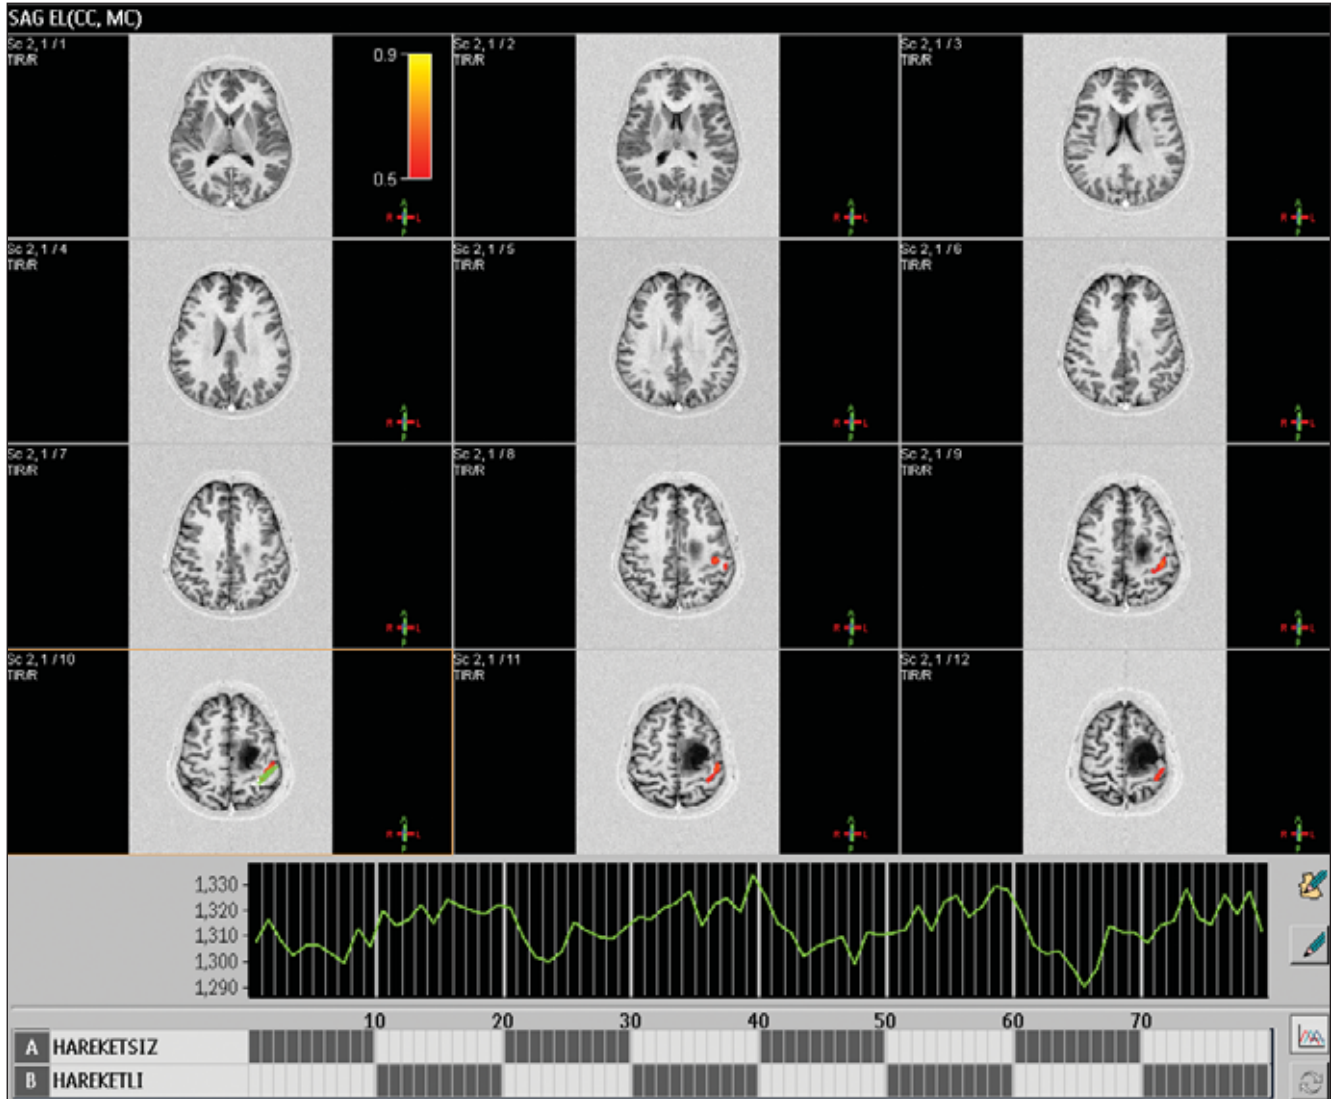 SAG EL(CC, MC)
Sc 2, 1 / 1
TIR/R
0.9
0.5
A
R L
P
Sc 2, 1 / 2
TIR/R
A
R L
P
Sc 2, 1 / 3
TIR/R
A
R L
P
Sc 2, 1 / 4
TIR/R
A
R L
P
Sc 2, 1 / 5
TIR/R
A
R L
P
Sc 2, 1 / 6
TIR/R
A
R L
P
Sc 2, 1 / 7
TIR/R
A
R L
P
Sc 2, 1 / 8
TIR/R
A
R L
P
Sc 2, 1 / 9
TIR/R
A
R L
P
Sc 2, 1 / 10
TIR/R
A
R L
P
Sc 2, 1 / 11
TIR/R
A
R L
P
Sc 2, 1 / 12
TIR/R
A
R L
P
1,330
1,320
1,310
1,300
1,290
10 20 30 40 50 60 70
A HAREKETSIZ
B HAREKETLI